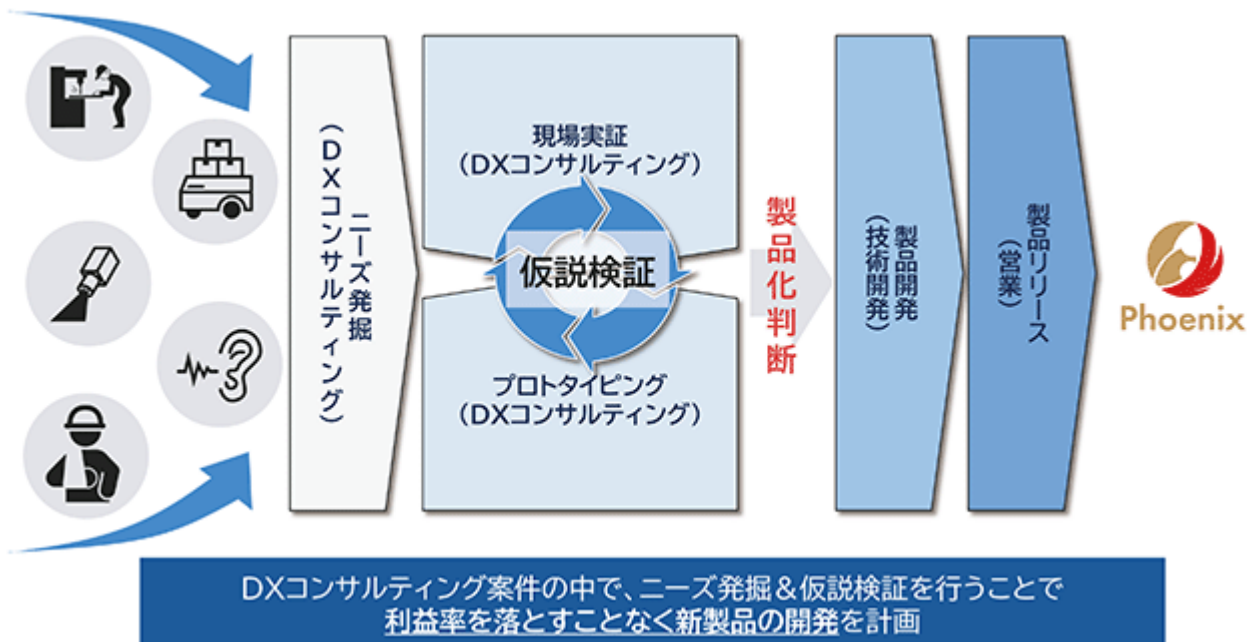 ニーズ発掘
（DXコンサルティング）
現場実証
（DXコンサルティング）
仮説検証
プロトタイピング
（DXコンサルティング）
製品化判断
製品開発
（技術開発）
製品リリース
（営業）
Phoenix
DXコンサルティング案件の中で、ニーズ発掘＆仮説検証を行うことで
利益率を落とすことなく新製品の開発を計画